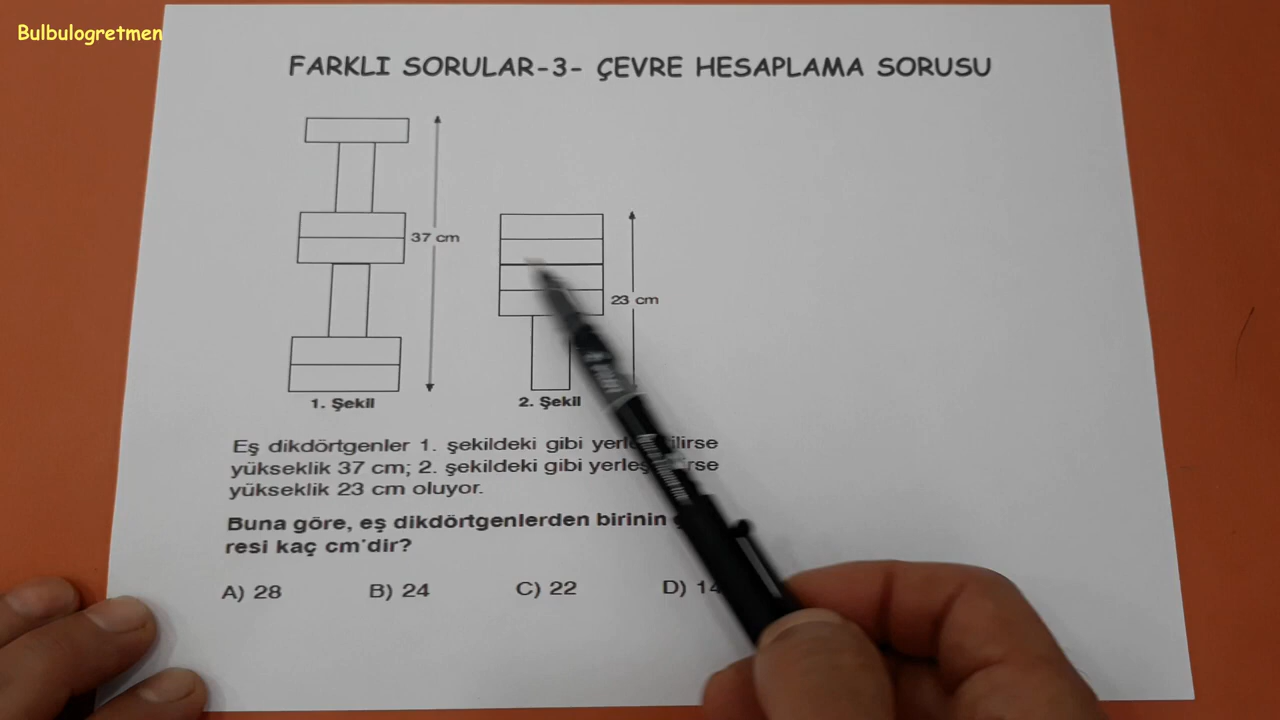 Bulbulogretmen
FARKLI SORULAR-3- ÇEVRE HESAPLAMA SORUSU
37 cm
23 cm
1. Şekil
2. Şekil
Eş dikdörtgenler 1. şekildeki gibi
yükseklik 37 cm; 2. şekildeki gibi
yükseklik 23 cm oluyor.
Buna göre, eş dikdörtgenlerden birinin
resi kaç cm'dir?
A) 28 B) 24 C) 22 D) 14